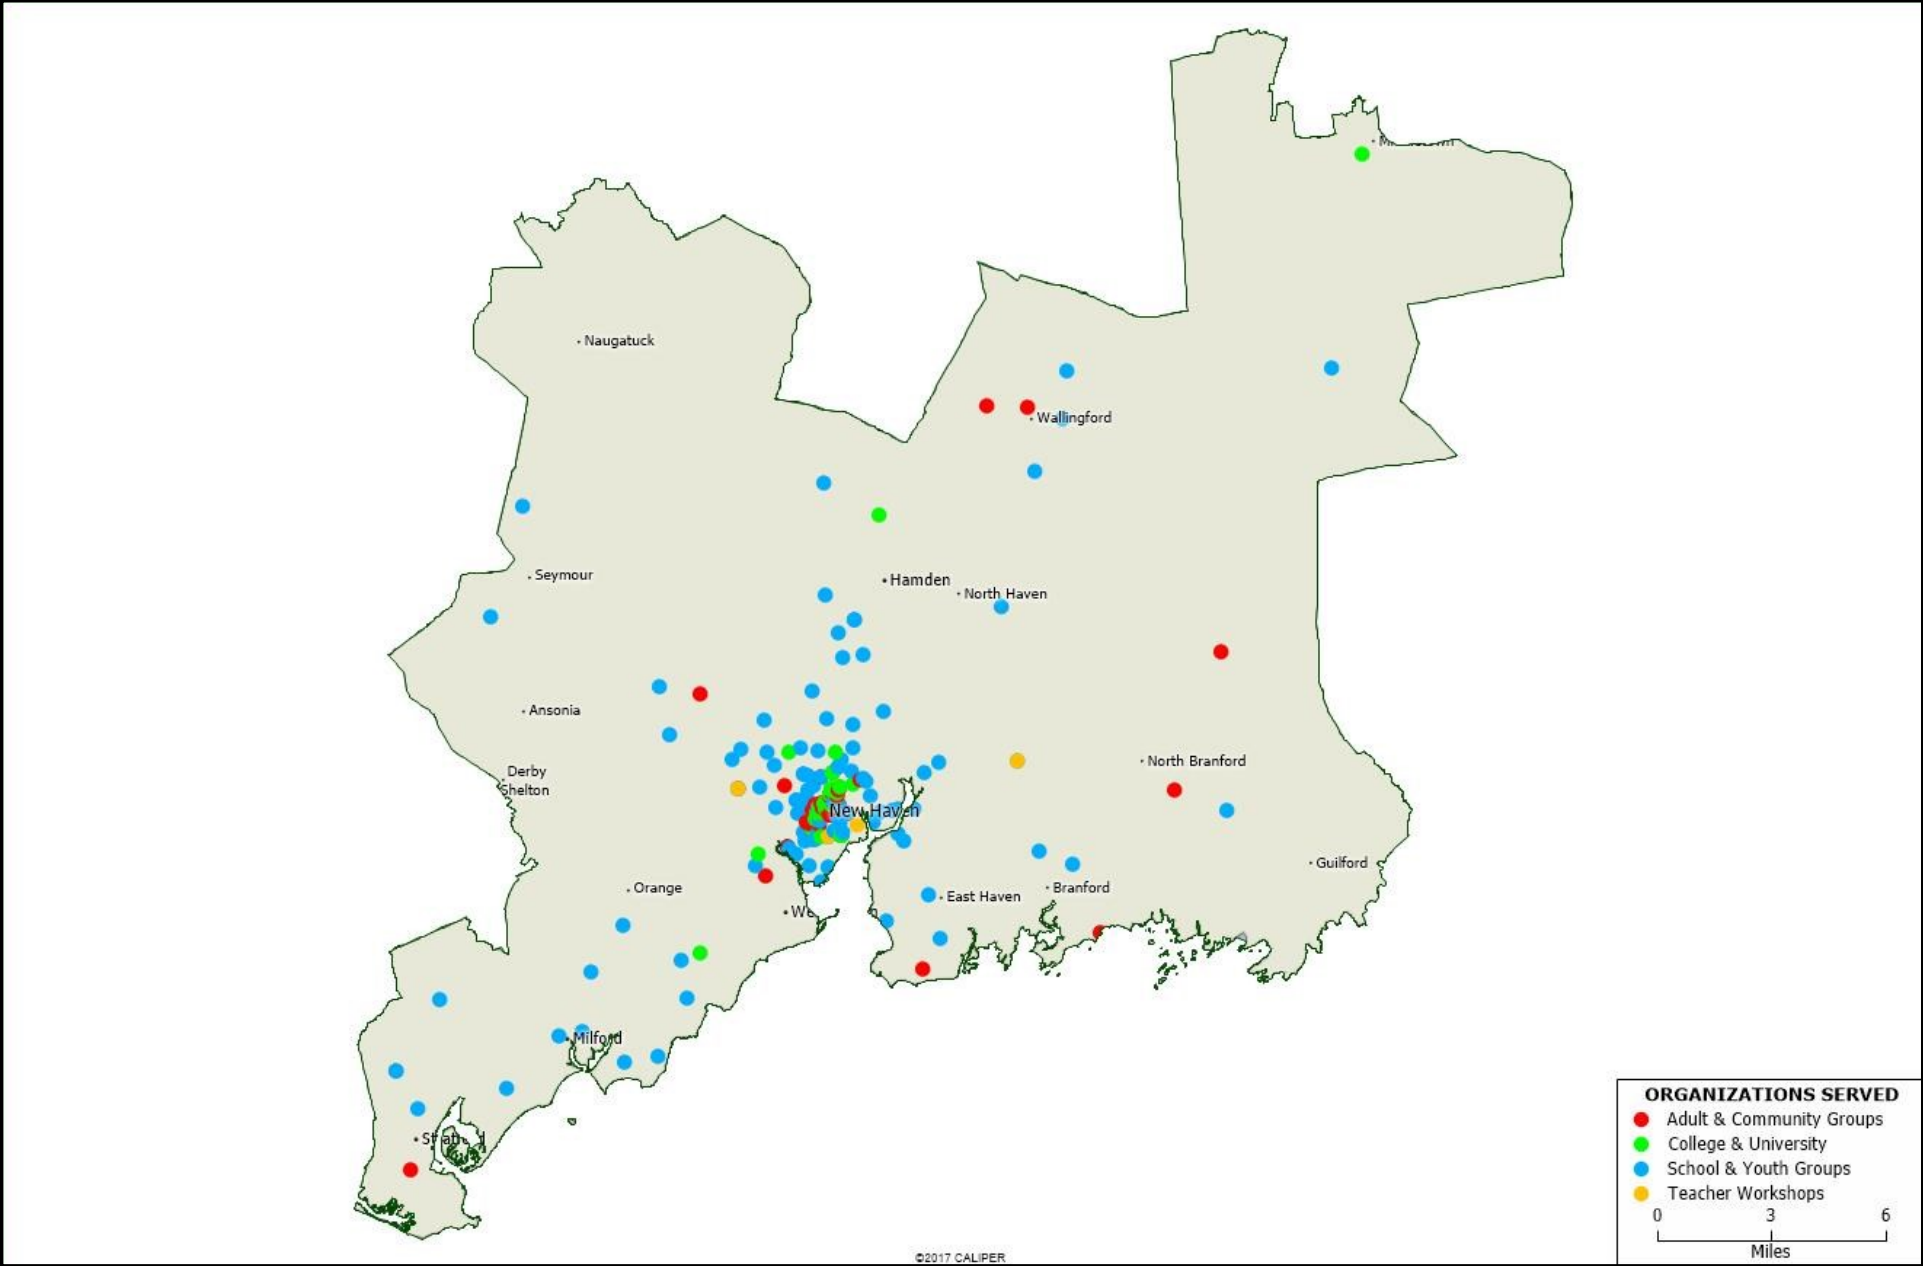 Naugatuck
Wallingford
Seymour
Hamden
North Haven
Ansonia
North Branford
Derby
Shelton
New Haven
Guilford
Orange
East Haven
Branford
Milford
ORGANIZATIONS SERVED
Adult & Community Groups
College & University
School & Youth Groups
Teacher Workshops
0 3 6
Miles
©2017 CALIPER